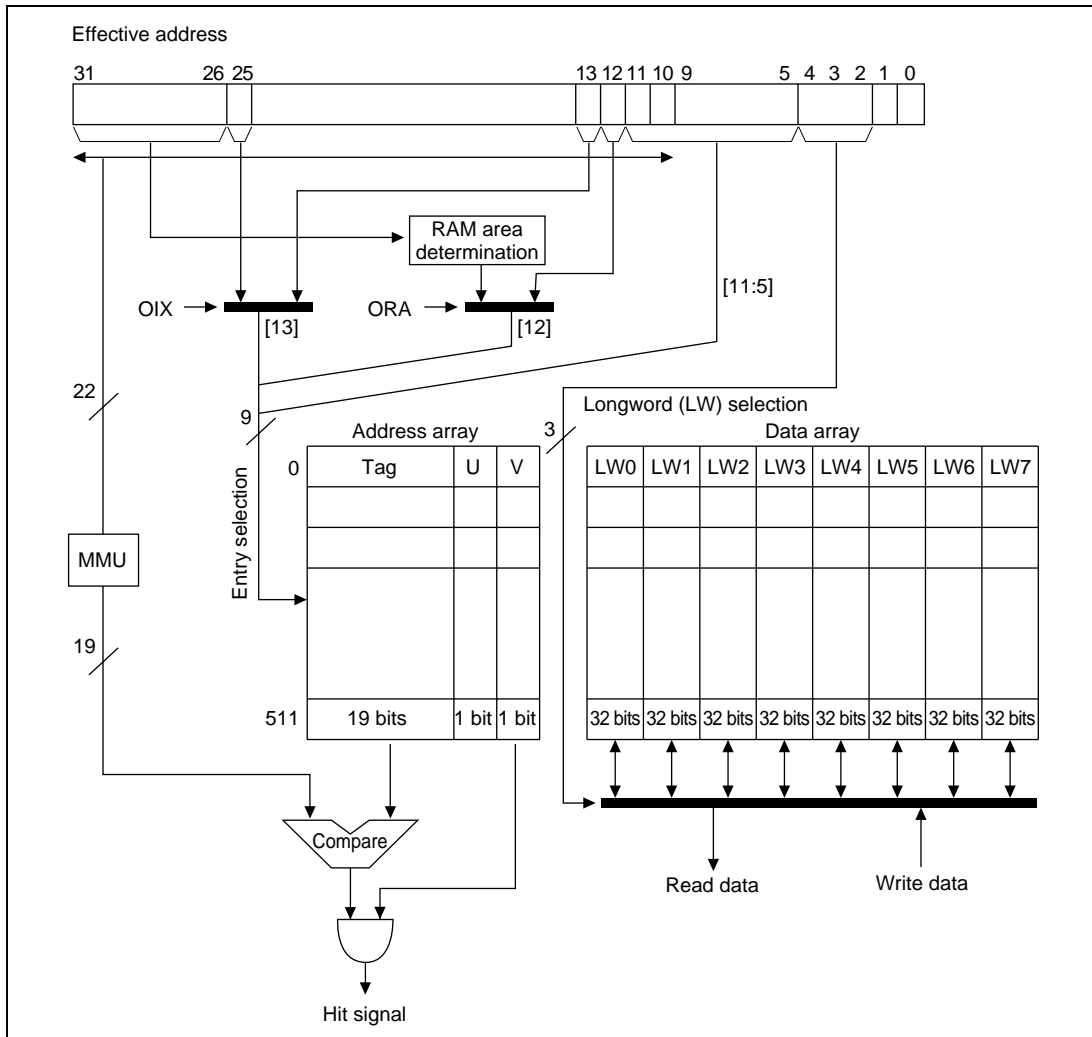 Effective address
31 26 25 13 12 11 10 9 5 4 3 2 1 0
RAM area
determination
OIX
ORA
[11:5]
[13]
[12]
22
9
3
Longword (LW) selection
Address array
Data array
Entry selection
0 Tag U V
LW0 LW1 LW2 LW3 LW4 LW5 LW6 LW7
MMU
19
511 19 bits 1 bit 1 bit
32 bits 32 bits 32 bits 32 bits 32 bits 32 bits 32 bits 32 bits
Compare
Read data
Write data
Hit signal